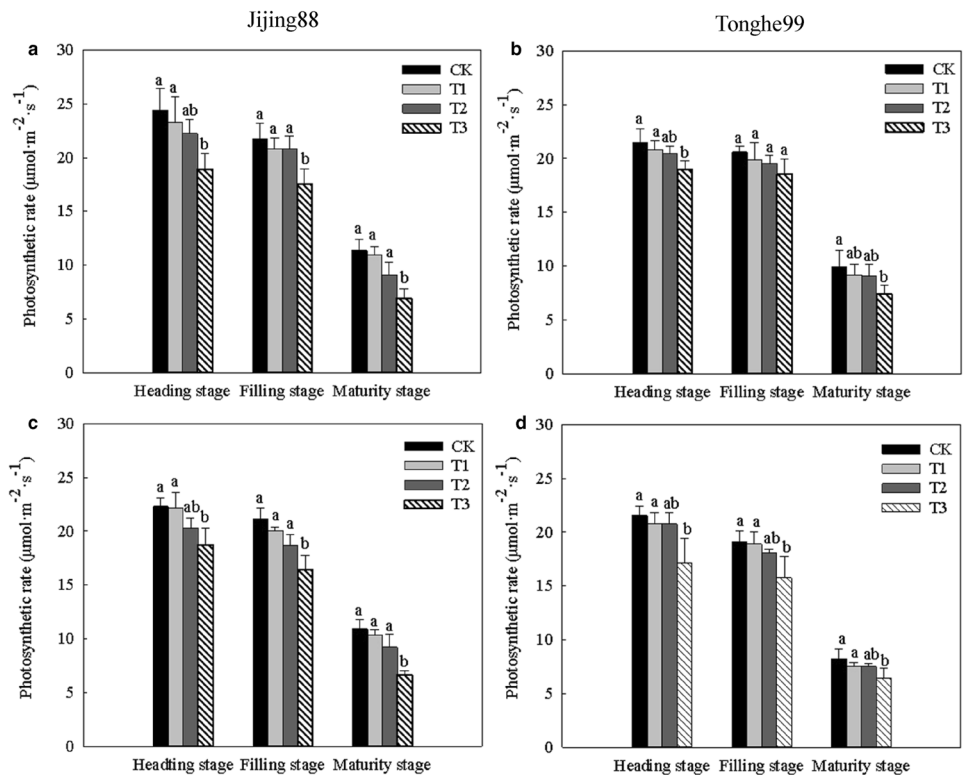 Jijing88
Tonghe99
a
30
25
20
15
10
5
0
Photosynthetic rate (μmol·m⁻²·s⁻¹)
CK
T1
T2
T3
a a ab b
a a a b
a a a b
Heading stage Filling stage Maturity stage
b
30
25
20
15
10
5
0
Photosynthetic rate (μmol·m⁻²·s⁻¹)
CK
T1
T2
T3
a a ab b
a a a a
a ab ab b
Heading stage Filling stage Maturity stage
c
30
25
20
15
10
5
0
Photosynthetic rate (μmol·m⁻²·s⁻¹)
CK
T1
T2
T3
a a ab b
a a a b
a a a b
Headting stage Filling stage Maturity stage
d
30
25
20
15
10
5
0
Photosynthetic rate (μmol·m⁻²·s⁻¹)
CK
T1
T2
T3
a a ab b
a a ab b
a a ab b
Heading stage Filling stage Maturity stage